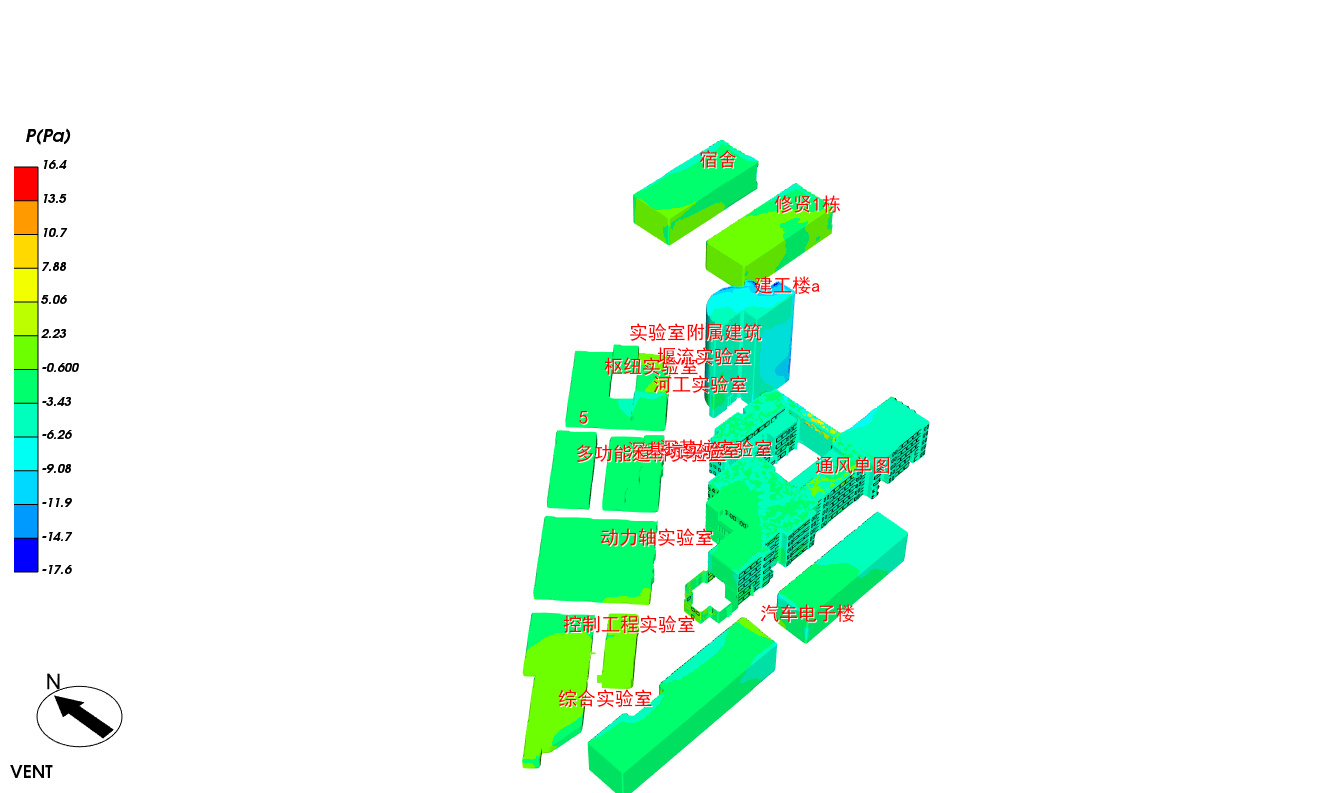 P(Pa)
16.4
13.5
10.7
7.88
5.06
2.23
-0.600
-3.43
-6.26
-9.08
-11.9
-14.7
-17.6
宿舍
修贤1栋
建工楼a
实验室附属建筑
堰流实验室
枢纽实验室
河工实验室
5
通风单图
动力轴实验室
汽车电子楼
控制工程实验室
综合实验室
N
VENT